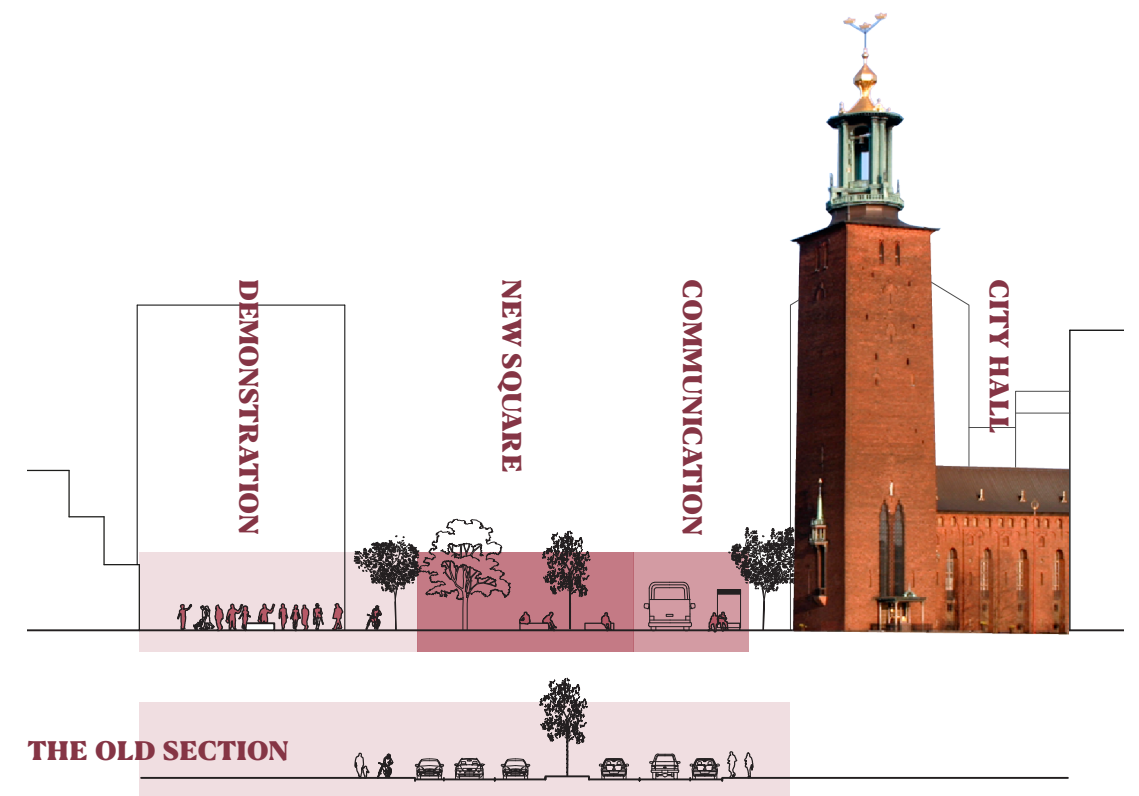 DEMONSTRATION
NEW SQUARE
COMMUNICATION
CITY HALL
THE OLD SECTION